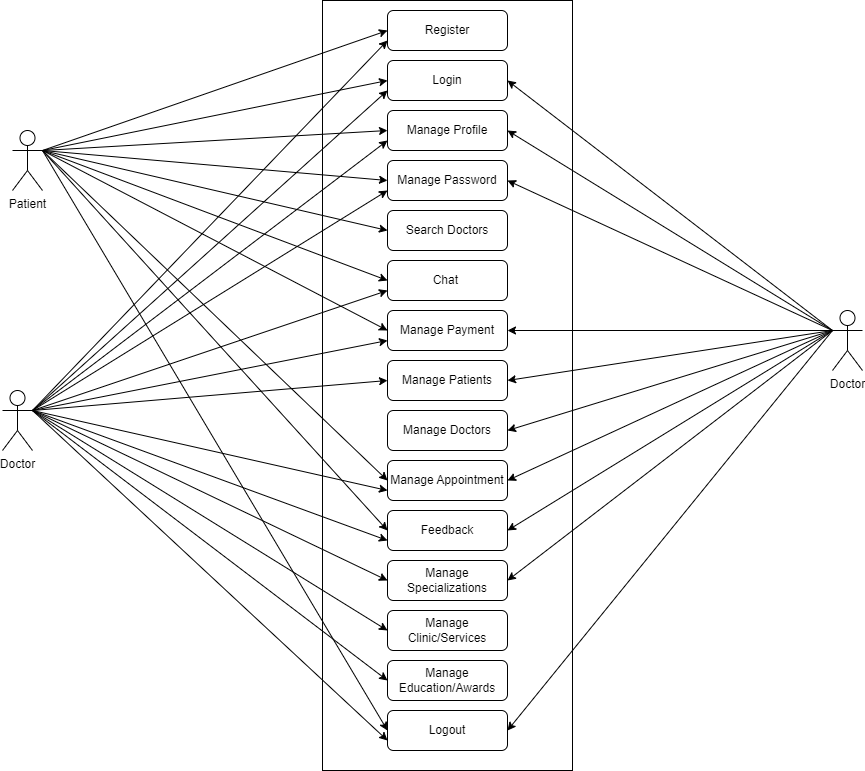 Register
Login
Manage Profile
Manage Password
Search Doctors
Chat
Manage Payment
Manage Patients
Manage Doctors
Manage Appointment
Feedback
Manage
Specializations
Manage
Clinic/Services
Manage
Education/Awards
Logout
Patient
Doctor
Doctor